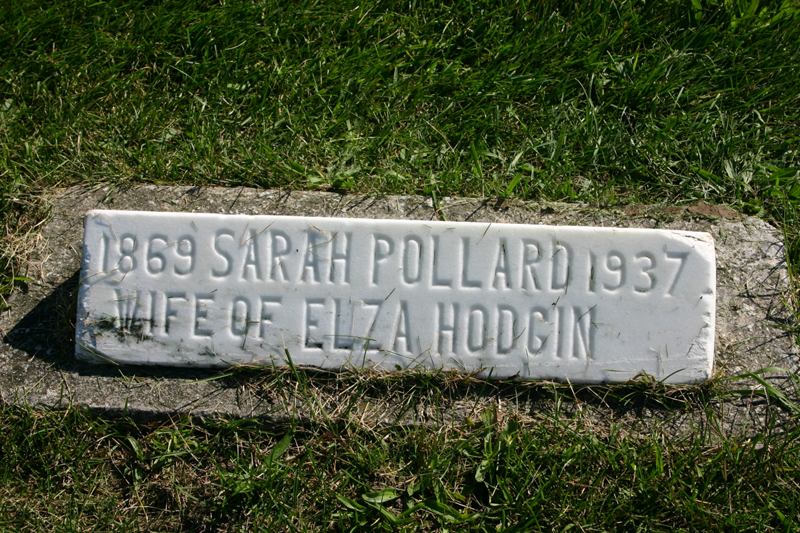 1869 SARAH POLLARD 1937
WIFE OF ELZA HODGIN